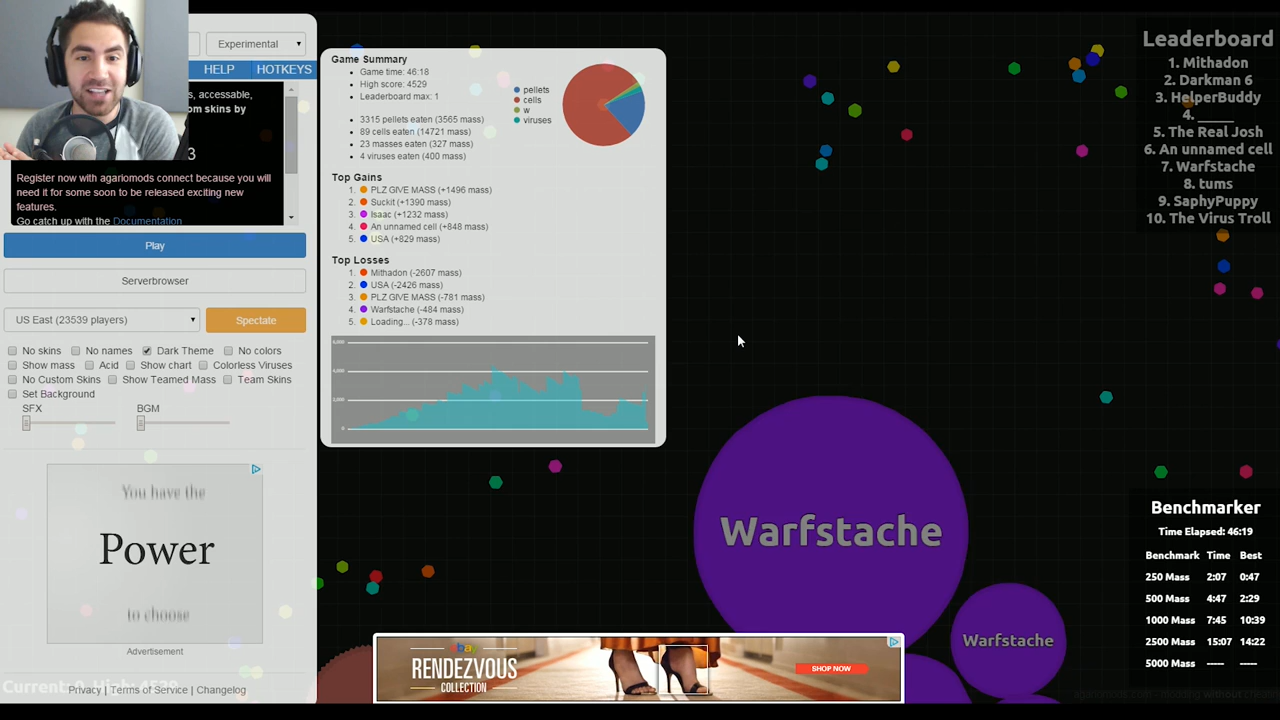 Experimental
HELP
HOTKEYS
s, accessable,
om skins by
3
Register now with agariomods connect because you will
need it for some soon to be released exciting new
features.
Go catch up with the Documentation
Play
Serverbrowser
US East (23539 players)
Spectate
No skins No names Dark Theme No colors
Show mass Acid Show chart Colorless Viruses
No Custom Skins Show Teamed Mass Team Skins
Set Background
SFX BGM
You have the
Power
to choose
Advertisement
Privacy | Terms of Service | Changelog
Game Summary
Game time: 46:18
High score: 4529
Leaderboard max: 1
3315 pellets eaten (3565 mass)
89 cells eaten (14721 mass)
23 masses eaten (327 mass)
4 viruses eaten (400 mass)
pellets
cells
w
viruses
Top Gains
1. PLZ GIVE MASS (+1496 mass)
2. Suckit (+1390 mass)
3. Isaac (+1232 mass)
4. An unnamed cell (+848 mass)
5. USA (+829 mass)
Top Losses
1. Mithadon (-2607 mass)
2. USA (-2426 mass)
3. PLZ GIVE MASS (-781 mass)
4. Warfstache (-484 mass)
5. Loading... (-378 mass)
Warfstache
Warfstache
ebay
RENDEZVOUS
COLLECTION
SHOP NOW
Leaderboard
1. Mithadon
2. Darkman 6
3. HelperBuddy
4. _____
5. The Real Josh
6. An unnamed cell
7. Warfstache
8. tums
9. SaphyPuppy
10. The Virus Troll
Benchmarker
Time Elapsed: 46:19
Benchmark Time Best
250 Mass 2:07 0:47
500 Mass 4:47 2:29
1000 Mass 7:45 10:39
2500 Mass 15:07 14:22
5000 Mass ----- -----